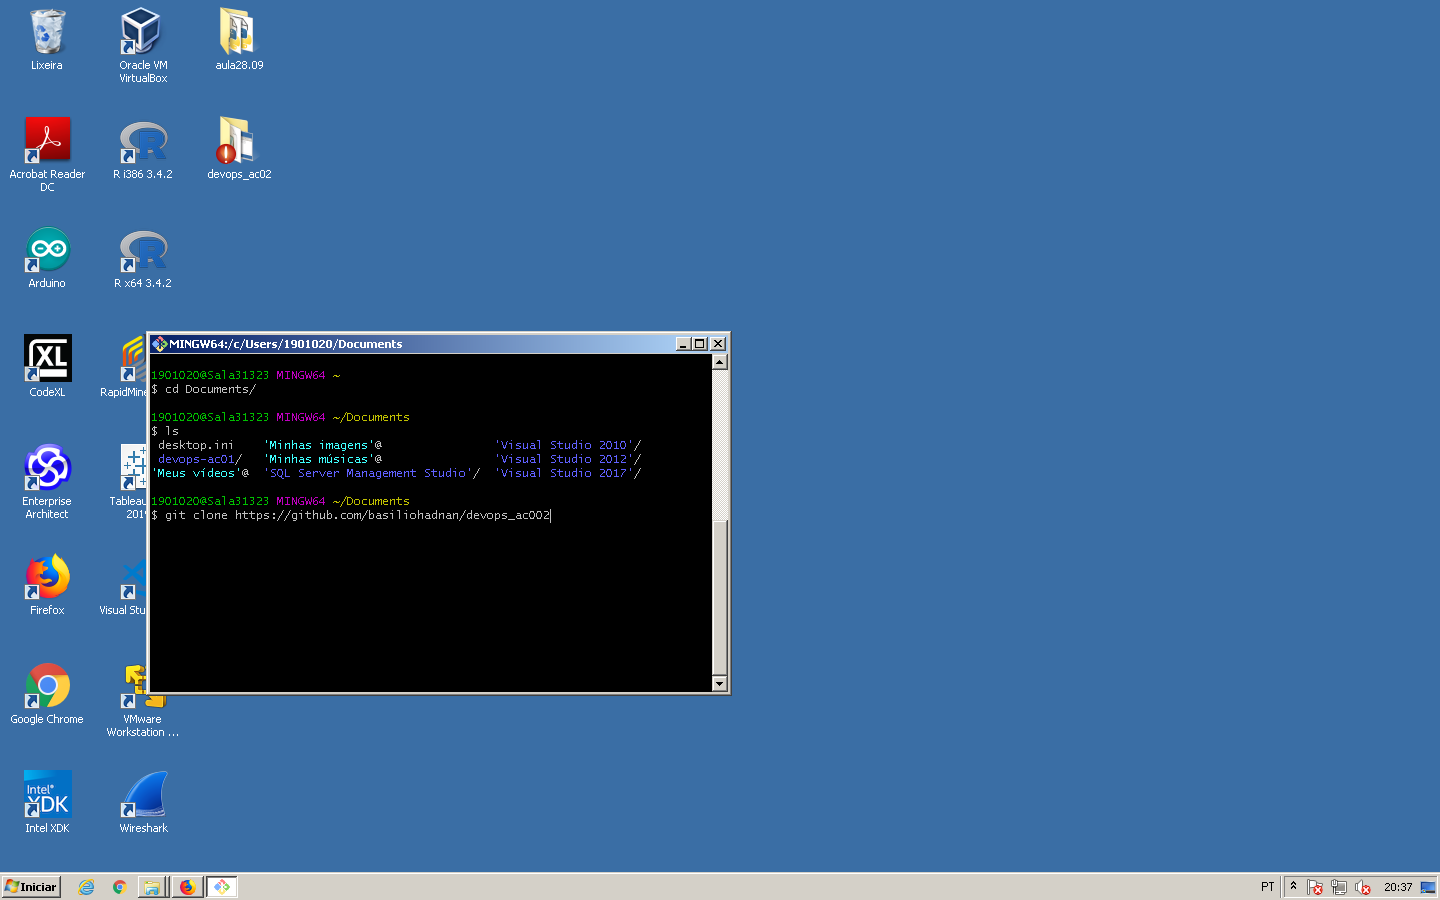 Lixeira
Oracle VM
VirtualBox
aula28.09
Acrobat Reader
DC
R i386 3.4.2
devops_ac02
Arduino
R x64 3.4.2
CodeXL
RapidMine
Enterprise
Architect
Tableau
201
Firefox
Visual Stu
Google Chrome
VMware
Workstation ...
Intel®
XDK
Intel XDK
Wireshark
MINGW64:/c/Users/1901020/Documents
1901020@Sala31323 MINGW64 ~
$ cd Documents/
1901020@Sala31323 MINGW64 ~/Documents
$ ls
desktop.ini 'Minhas imagens'@ 'Visual Studio 2010'/
devops-ac01/ 'Minhas músicas'@ 'Visual Studio 2012'/
'Meus vídeos'@ 'SQL Server Management Studio'/ 'Visual Studio 2017'/
1901020@Sala31323 MINGW64 ~/Documents
$ git clone https://github.com/basiliohadnan/devops_ac002
Iniciar
PT
20:37